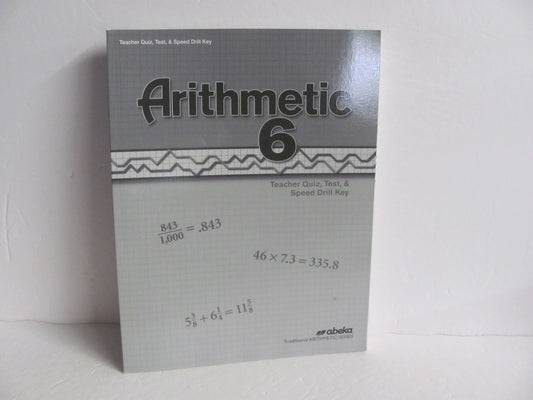 Teacher Quiz, Test, & Speed Drill Key
Arithmetic
6
Teacher Quiz, Test, &
Speed Drill Key
843/1,000 = .843
46 × 7.3 = 335.8
5 3/8 + 6 1/4 = 11 5/8
abeka
Traditional ARITHMETIC SERIES